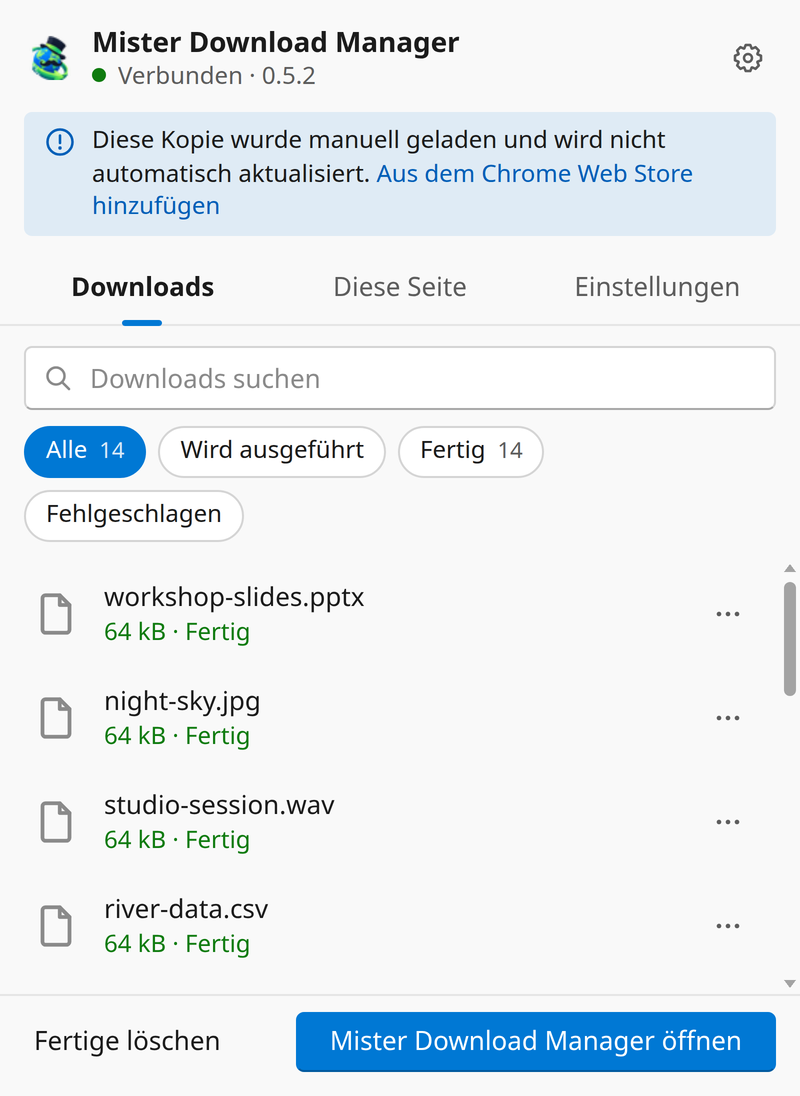 Mister Download Manager
Verbunden · 0.5.2
Diese Kopie wurde manuell geladen und wird nicht
automatisch aktualisiert. Aus dem Chrome Web Store
hinzufügen
Downloads Diese Seite Einstellungen
Downloads suchen
Alle 14 Wird ausgeführt Fertig 14
Fehlgeschlagen
workshop-slides.pptx
64 kB · Fertig
night-sky.jpg
64 kB · Fertig
studio-session.wav
64 kB · Fertig
river-data.csv
64 kB · Fertig
Fertige löschen Mister Download Manager öffnen